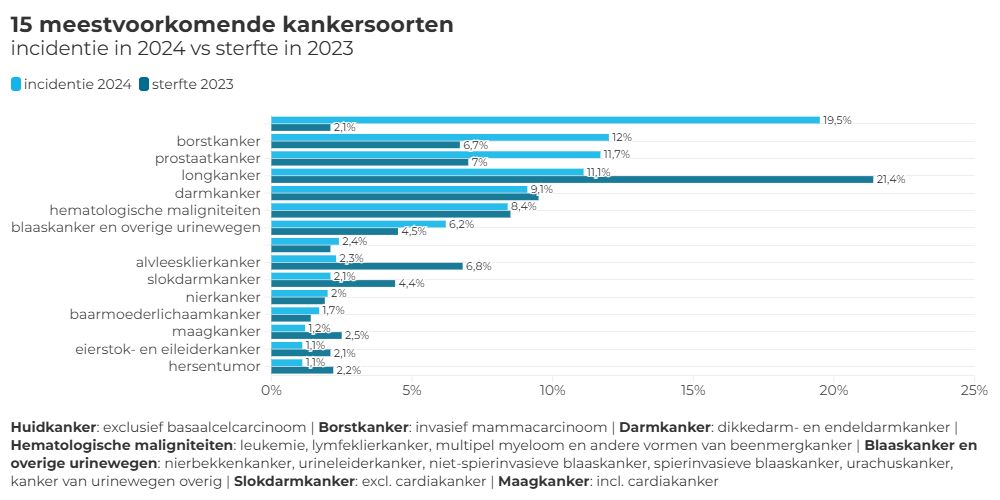 15 meestvoorkomende kankersoorten
incidentie in 2024 vs sterfte in 2023
incidentie 2024 sterfte 2023
19,5%
2,1%
borstkanker 12%
6,7%
prostaatkanker 11,7%
7%
longkanker 11,1%
21,4%
darmkanker 9,1%
hematologische maligniteiten 8,4%
blaaskanker en overige urinewegen 6,2%
4,5%
2,4%
alvleesklierkanker 2,3%
6,8%
slokdarmkanker 2,1%
4,4%
nierkanker 2%
baarmoederlichaamkanker 1,7%
maagkanker 1,2%
2,5%
eierstok- en eileiderkanker 1,1%
2,1%
hersentumor 1,1%
2,2%
0% 5% 10% 15% 20% 25%
Huidkanker: exclusief basaalcelcarcinoom | Borstkanker: invasief mammacarcinoom | Darmkanker: dikkedarm- en endeldarmkanker |
Hematologische maligniteiten: leukemie, lymfeklierkanker, multipel myeloom en andere vormen van beenmergkanker | Blaaskanker en
overige urinewegen: nierbekkenkanker, urineleiderkanker, niet-spierinvasieve blaaskanker, spierinvasieve blaaskanker, urachuskanker,
kanker van urinewegen overig | Slokdarmkanker: excl. cardiakanker | Maagkanker: incl. cardiakanker